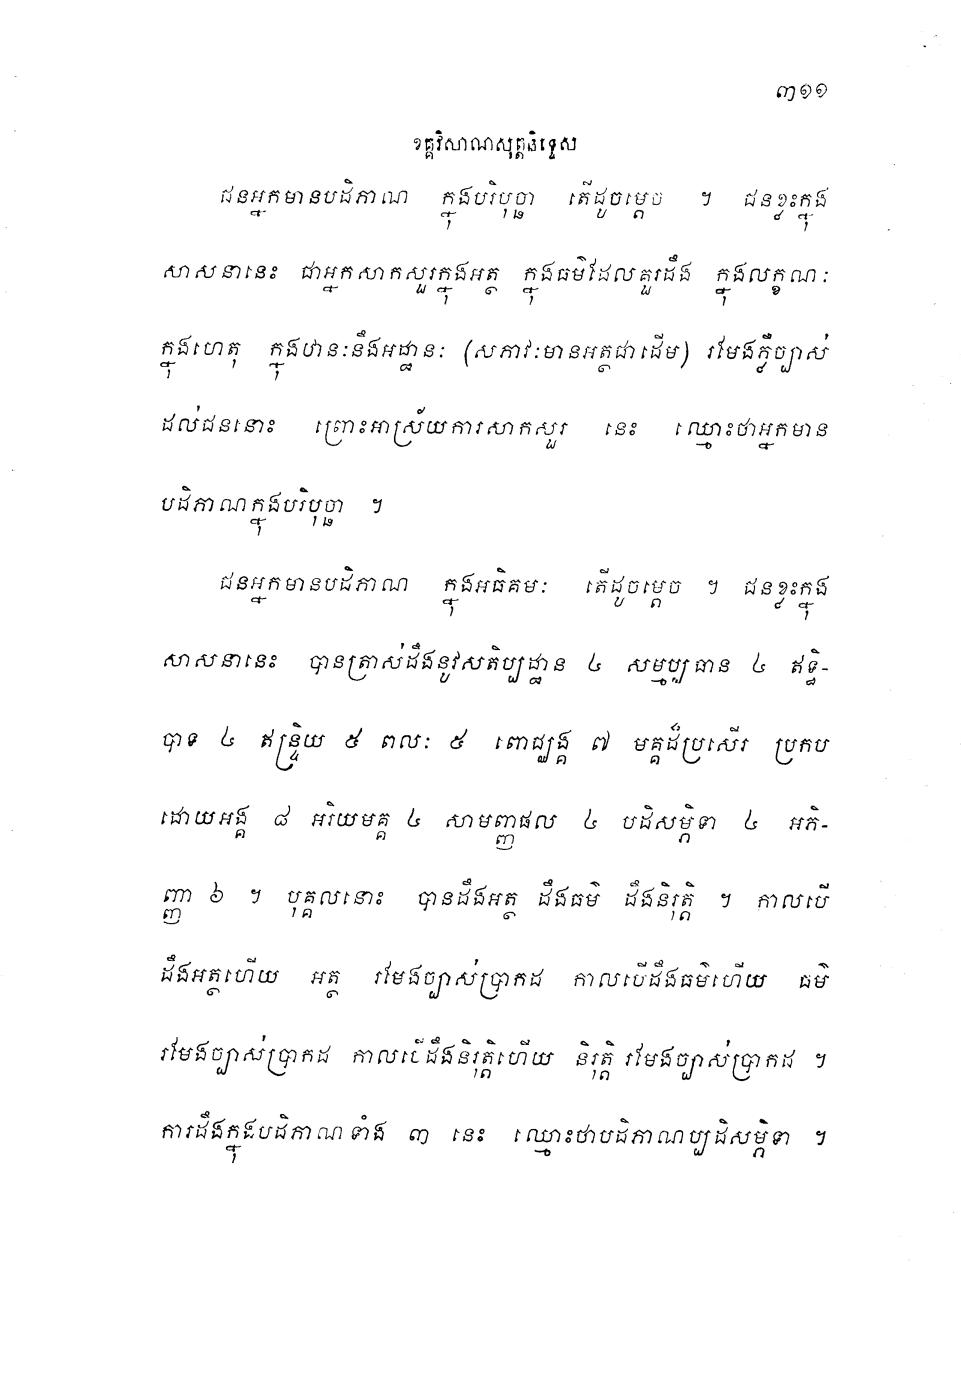 ៣១១
ខគ្គវិសាណសុត្តនិទ្ទេស
ជនអ្នកមានបដិភាណ ក្នុងបរិបុច្ឆា តើដូចម្តេច ។ ជនខ្លះក្នុង
សាសនានេះ ជាអ្នកសាកសួរក្នុងអត្ថ ក្នុងធម៌ដែលគួរដឹង ក្នុងលក្ខណៈ
ក្នុងហេតុ ក្នុងឋានៈនឹងអដ្ឋានៈ (សភាវៈមានអត្ថជាដើម) រមែងភ្លឺច្បាស់
ដល់ជននោះ ព្រោះអាស្រ័យការសាកសួរ នេះ ឈ្មោះថាអ្នកមាន
បដិភាណក្នុងបរិបុច្ឆា ។
ជនអ្នកមានបដិភាណ ក្នុងអធិគមៈ តើដូចម្តេច ។ ជនខ្លះក្នុង
សាសនានេះ បានត្រាស់ដឹងនូវសតិប្បដ្ឋាន ៤ សម្មប្បធាន ៤ ឥទ្ធិ-
បាទ ៤ ឥន្ទ្រិយ ៥ ពលៈ ៥ ពោជ្ឈង្គ ៧ មគ្គដ៏ប្រសើរ ប្រកប
ដោយអង្គ ៨ អរិយមគ្គ ៤ សាមញ្ញផល ៤ បដិសម្ភិទា ៤ អភិ-
ញ្ញា ៦ ។ បុគ្គលនោះ បានដឹងអត្ថ ដឹងធម៌ ដឹងនិរុត្តិ ។ កាលបើ
ដឹងអត្ថហើយ អត្ថ រមែងច្បាស់ប្រាកដ កាលបើដឹងធម៌ហើយ ធម៌
រមែងច្បាស់ប្រាកដ កាលបើដឹងនិរុត្តិហើយ និរុត្តិ រមែងច្បាស់ប្រាកដ ។
ការដឹងក្នុងបដិភាណទាំង ៣ នេះ ឈ្មោះថាបដិភាណប្បដិសម្ភិទា ។